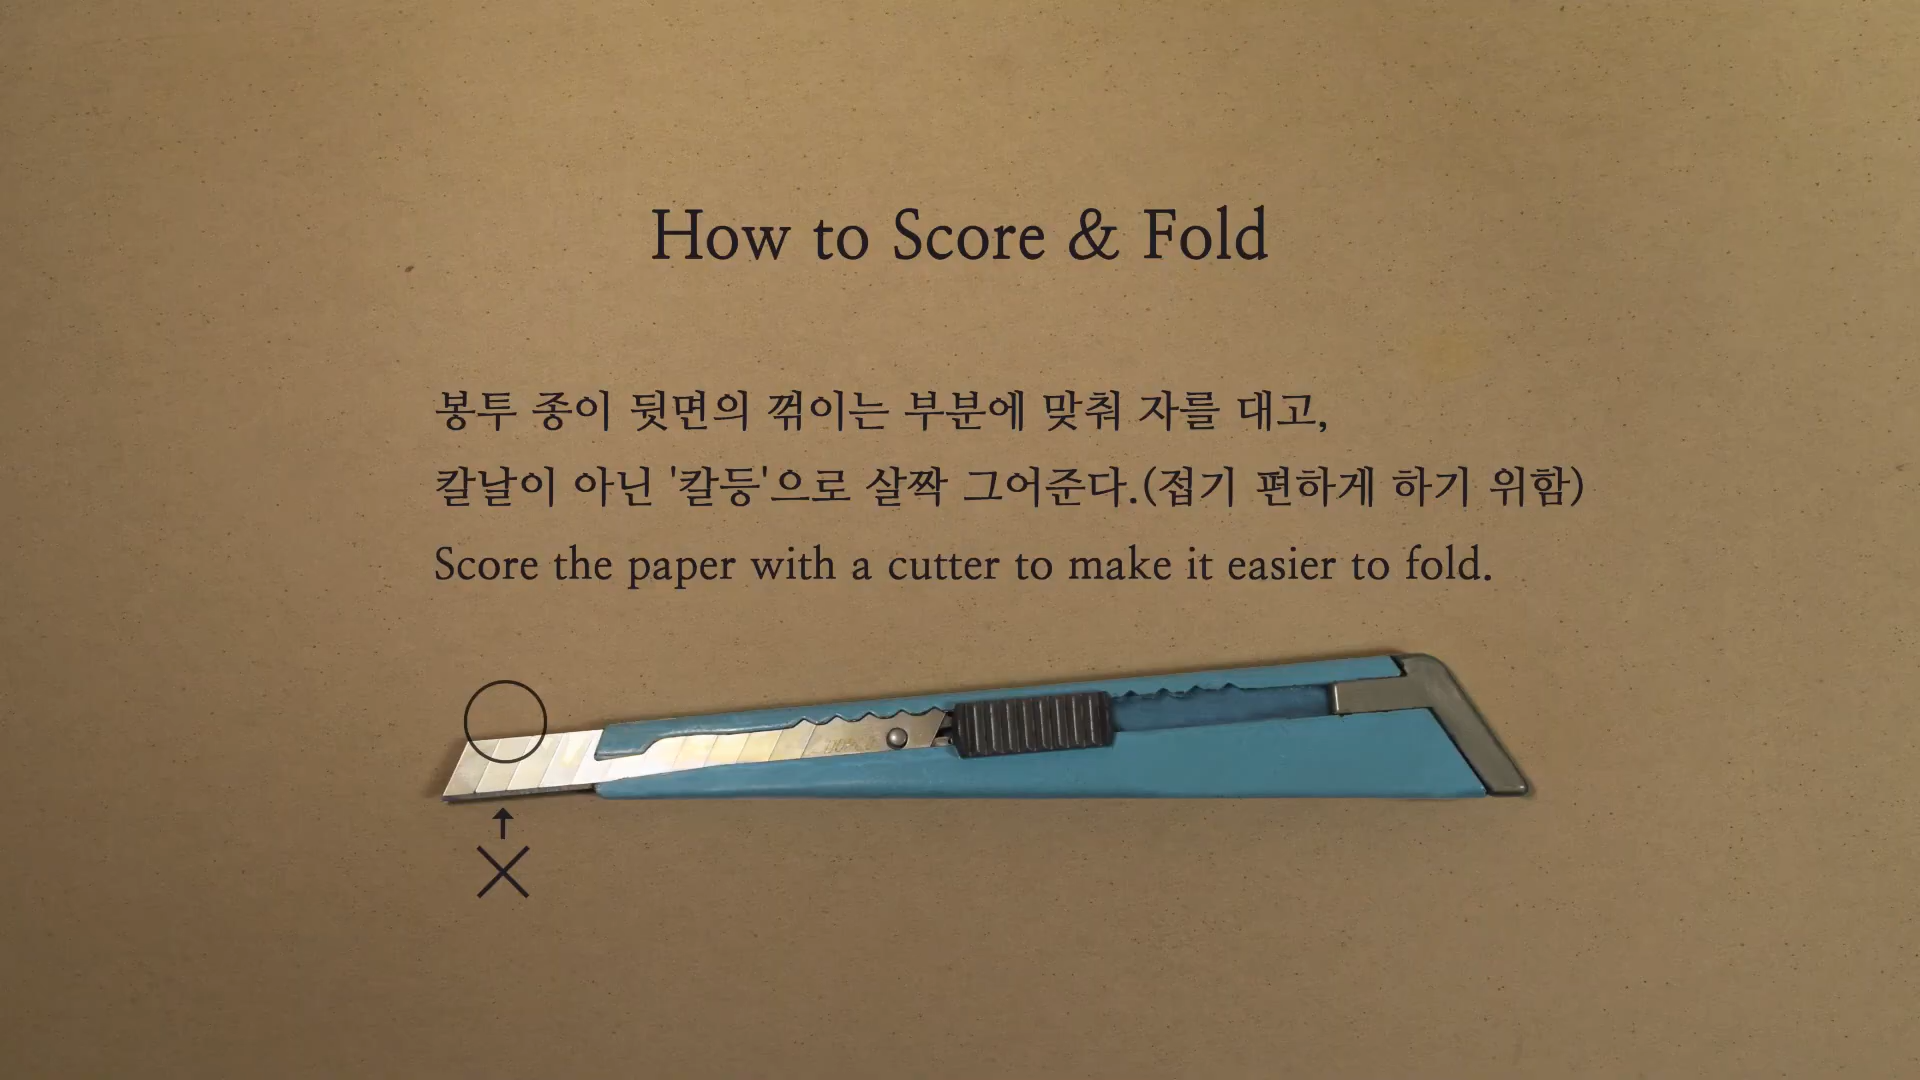 How to Score & Fold
봉투 종이 뒷면의 꺾이는 부분에 맞춰 자를 대고,
칼날이 아닌 '칼등'으로 살짝 그어준다.(접기 편하게 하기 위함)
Score the paper with a cutter to make it easier to fold.